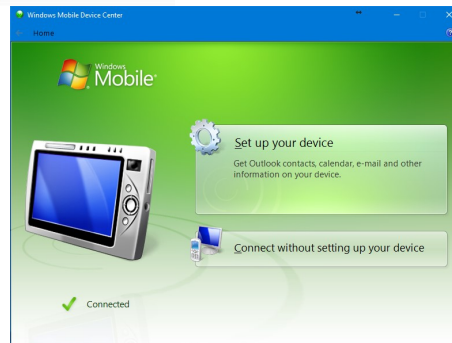 Windows Mobile Device Center
Home
Windows
Mobile
Set up your device
Get Outlook contacts, calendar, e-mail and other
information on your device.
Connect without setting up your device
Connected